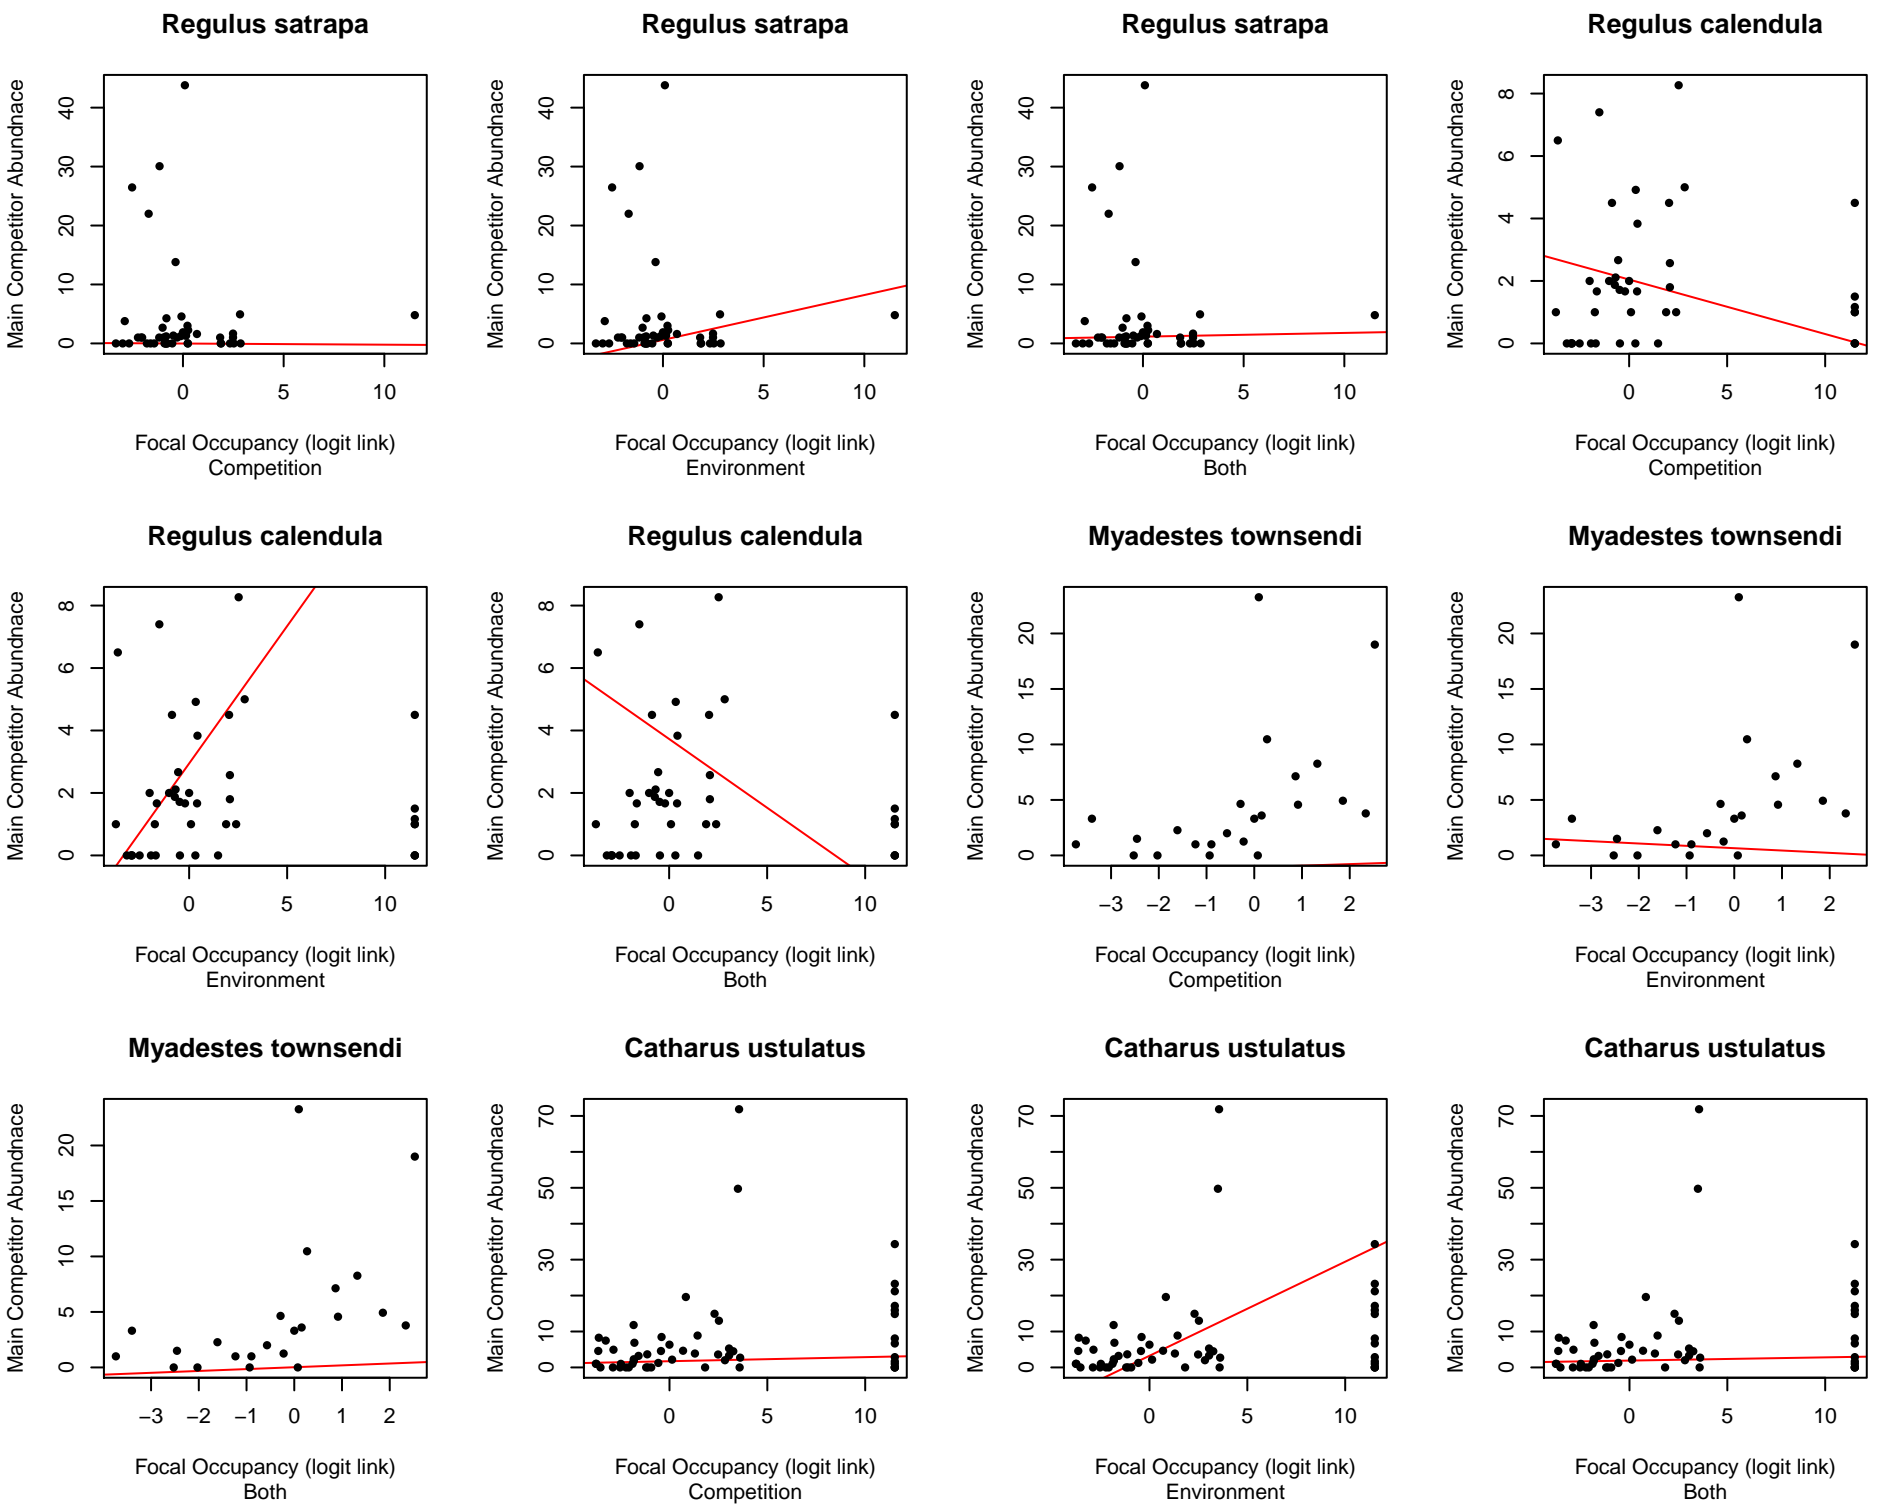 Regulus satrapa
Main Competitor Abundnace
0 10 20 30 40
0 5 10
Focal Occupancy (logit link)
Competition
Regulus satrapa
Main Competitor Abundnace
0 10 20 30 40
0 5 10
Focal Occupancy (logit link)
Environment
Regulus satrapa
Main Competitor Abundnace
0 10 20 30 40
0 5 10
Focal Occupancy (logit link)
Both
Regulus calendula
Main Competitor Abundnace
0 2 4 6 8
0 5 10
Focal Occupancy (logit link)
Competition
Regulus calendula
Main Competitor Abundnace
0 2 4 6 8
0 5 10
Focal Occupancy (logit link)
Environment
Regulus calendula
Main Competitor Abundnace
0 2 4 6 8
0 5 10
Focal Occupancy (logit link)
Both
Myadestes townsendi
Main Competitor Abundnace
0 5 10 15 20
−3 −2 −1 0 1 2
Focal Occupancy (logit link)
Competition
Myadestes townsendi
Main Competitor Abundnace
0 5 10 15 20
−3 −2 −1 0 1 2
Focal Occupancy (logit link)
Environment
Myadestes townsendi
Main Competitor Abundnace
0 5 10 15 20
−3 −2 −1 0 1 2
Focal Occupancy (logit link)
Both
Catharus ustulatus
Main Competitor Abundnace
0 10 30 50 70
0 5 10
Focal Occupancy (logit link)
Competition
Catharus ustulatus
Main Competitor Abundnace
0 10 30 50 70
0 5 10
Focal Occupancy (logit link)
Environment
Catharus ustulatus
Main Competitor Abundnace
0 10 30 50 70
0 5 10
Focal Occupancy (logit link)
Both